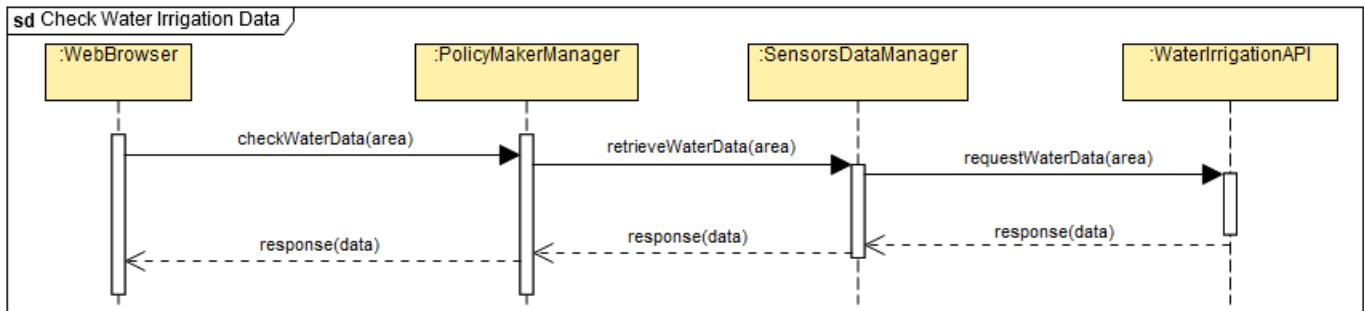 sd Check Water Irrigation Data
:WebBrowser
:PolicyMakerManager
:SensorsDataManager
:WaterIrrigationAPI
checkWaterData(area)
retrieveWaterData(area)
requestWaterData(area)
response(data)
response(data)
response(data)